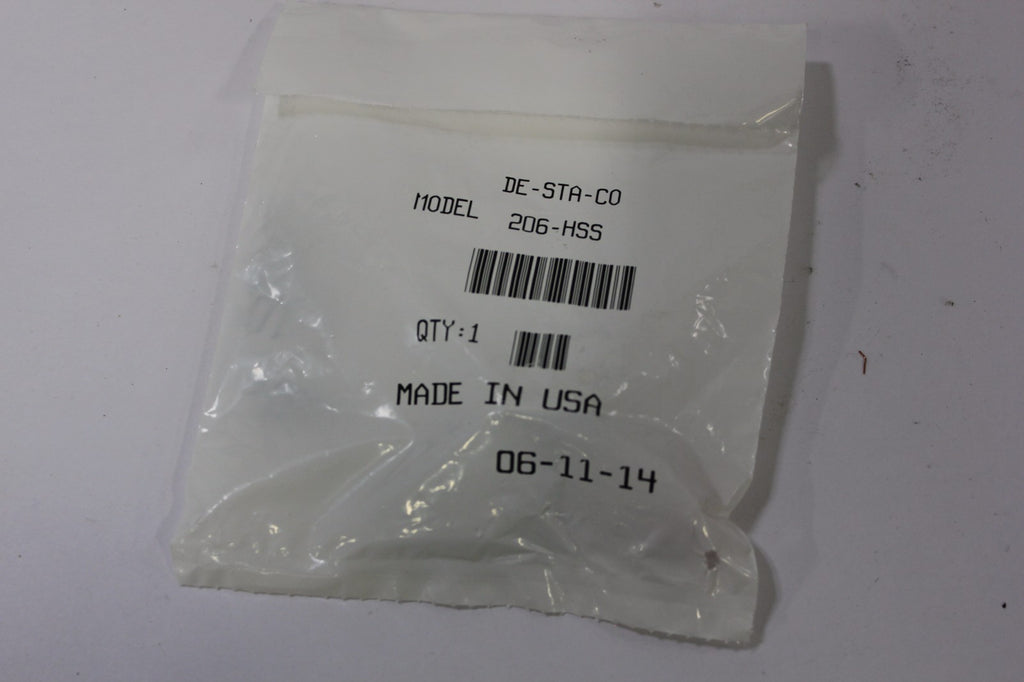 DE-STA-CO
MODEL 206-HSS
QTY:1
MADE IN USA
06-11-14